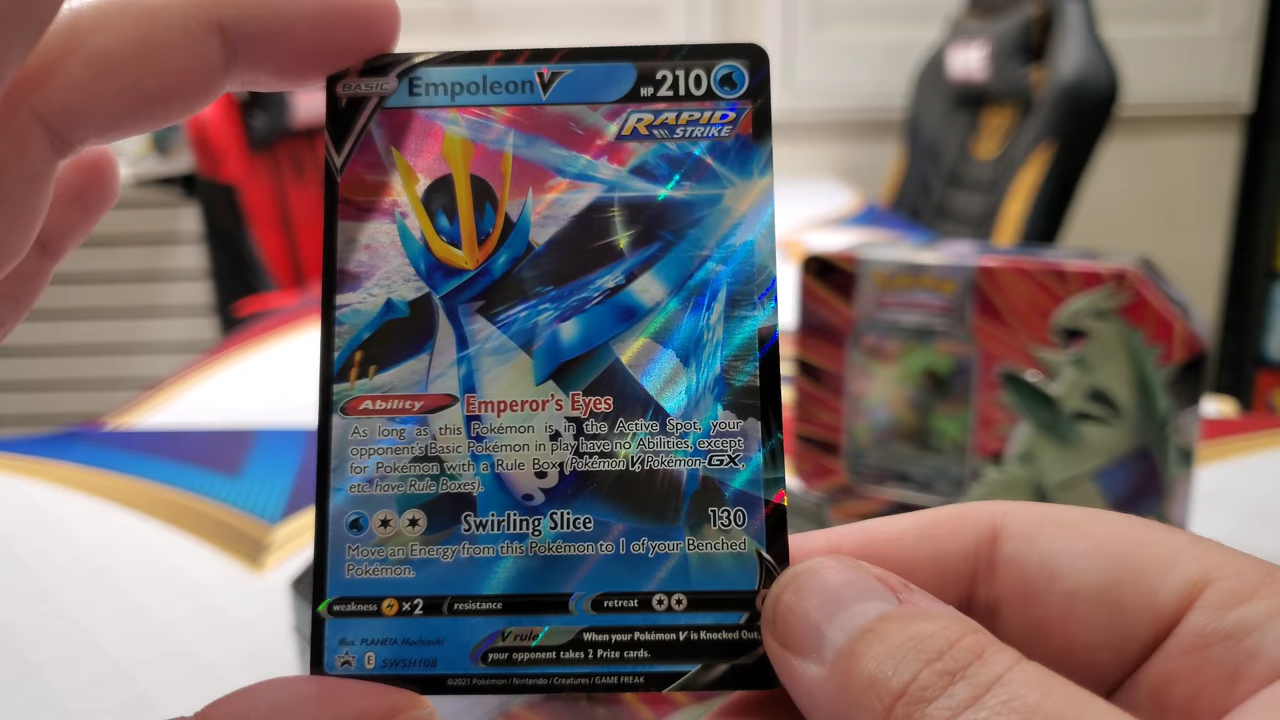 BASIC Empoleon V HP 210
RAPID
STRIKE
Ability Emperor's Eyes
As long as this Pokémon is in the Active Spot, your
opponent's Basic Pokémon in play have no Abilities, except
for Pokémon with a Rule Box (Pokémon V, Pokémon-GX,
etc. have Rule Boxes).
Swirling Slice 130
Move an Energy from this Pokémon to 1 of your Benched
Pokémon.
weakness ×2 resistance retreat
Illus. PLANETA Mochizuki
V rule When your Pokémon V is Knocked Out,
your opponent takes 2 Prize cards.
E SWSH108
©2021 Pokémon / Nintendo / Creatures / GAME FREAK
Pokémon